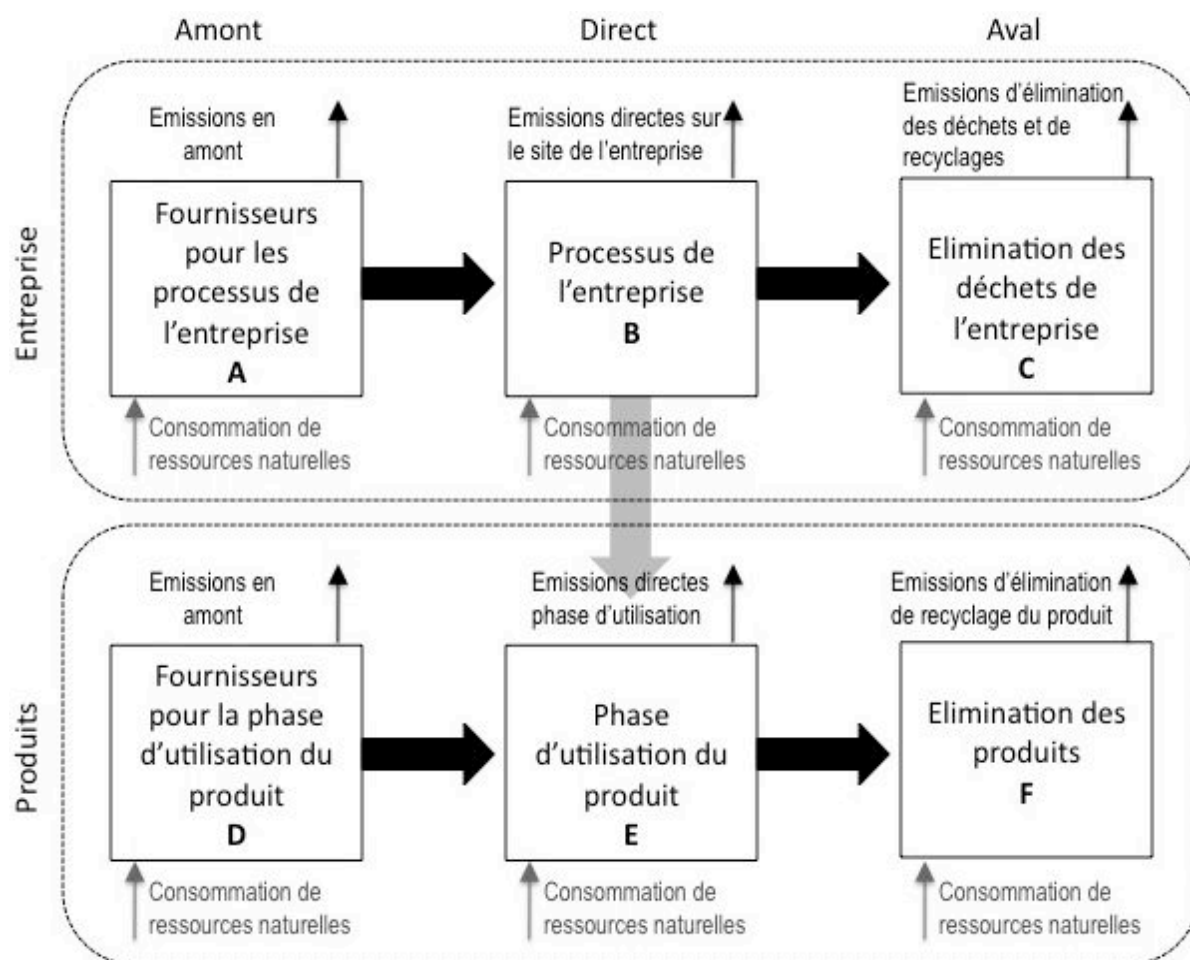 Amont
Direct
Aval
Entreprise
Emissions en
amont
Emissions directes sur
le site de l'entreprise
Emissions d'élimination
des déchets et de
recyclages
Fournisseurs
pour les
processus de
l'entreprise
A
Processus de
l'entreprise
B
Elimination des
déchets de
l'entreprise
C
Consommation de
ressources naturelles
Consommation de
ressources naturelles
Consommation de
ressources naturelles
Produits
Emissions en
amont
Emissions directes
phase d'utilisation
Emissions d'élimination
de recyclage du produit
Fournisseurs
pour la phase
d'utilisation du
produit
D
Phase
d'utilisation du
produit
E
Elimination des
produits
F
Consommation de
ressources naturelles
Consommation de
ressources naturelles
Consommation de
ressources naturelles